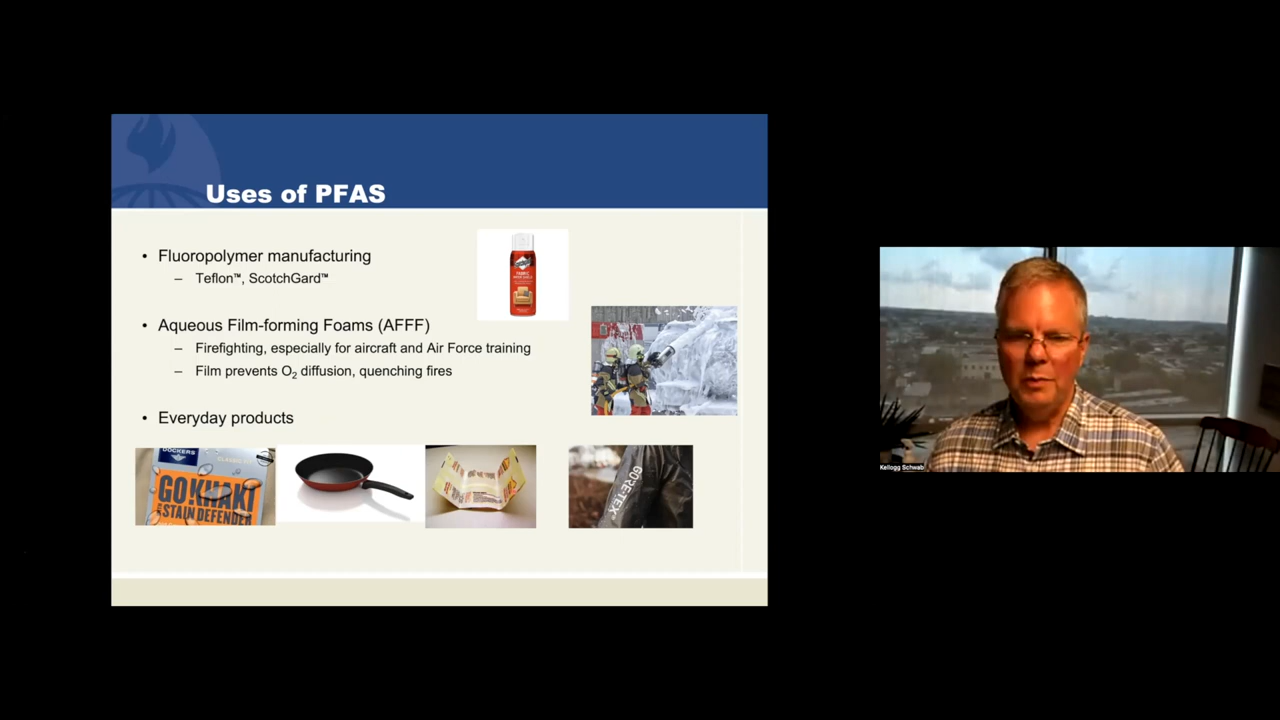 Uses of PFAS
• Fluoropolymer manufacturing
– Teflon™, ScotchGard™
• Aqueous Film-forming Foams (AFFF)
– Firefighting, especially for aircraft and Air Force training
– Film prevents O₂ diffusion, quenching fires
• Everyday products
DOCKERS
GO KHAKI
STAIN DEFENDER
GORE-TEX
Kellogg Schwab